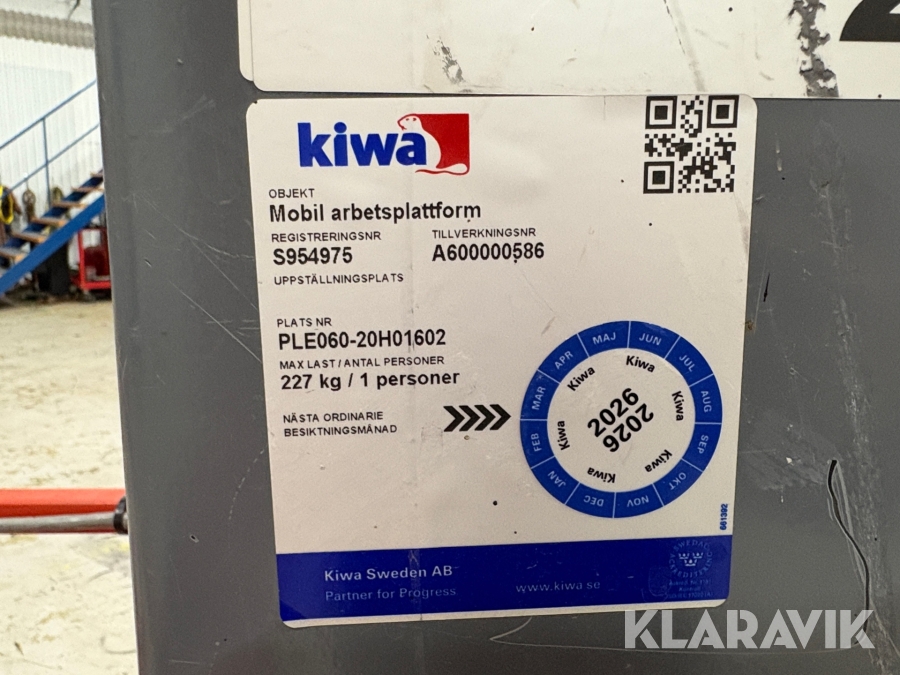 2
kiwa
OBJEKT
Mobil arbetsplattform
REGISTRERINGSNR TILLVERKNINGSNR
S954975 A600000586
UPPSTÄLLNINGSPLATS
PLATS NR
PLE060-20H01602
MAX LAST / ANTAL PERSONER
227 kg / 1 personer
NÄSTA ORDINARIE
BESIKTNINGSMÅNAD
JAN FEB MAR APR MAJ JUN JUL AUG SEP OKT NOV DEC
Kiwa Kiwa Kiwa Kiwa Kiwa Kiwa
2026
2026
661392
Kiwa Sweden AB
Partner for Progress
www.kiwa.se
KLARAVIK